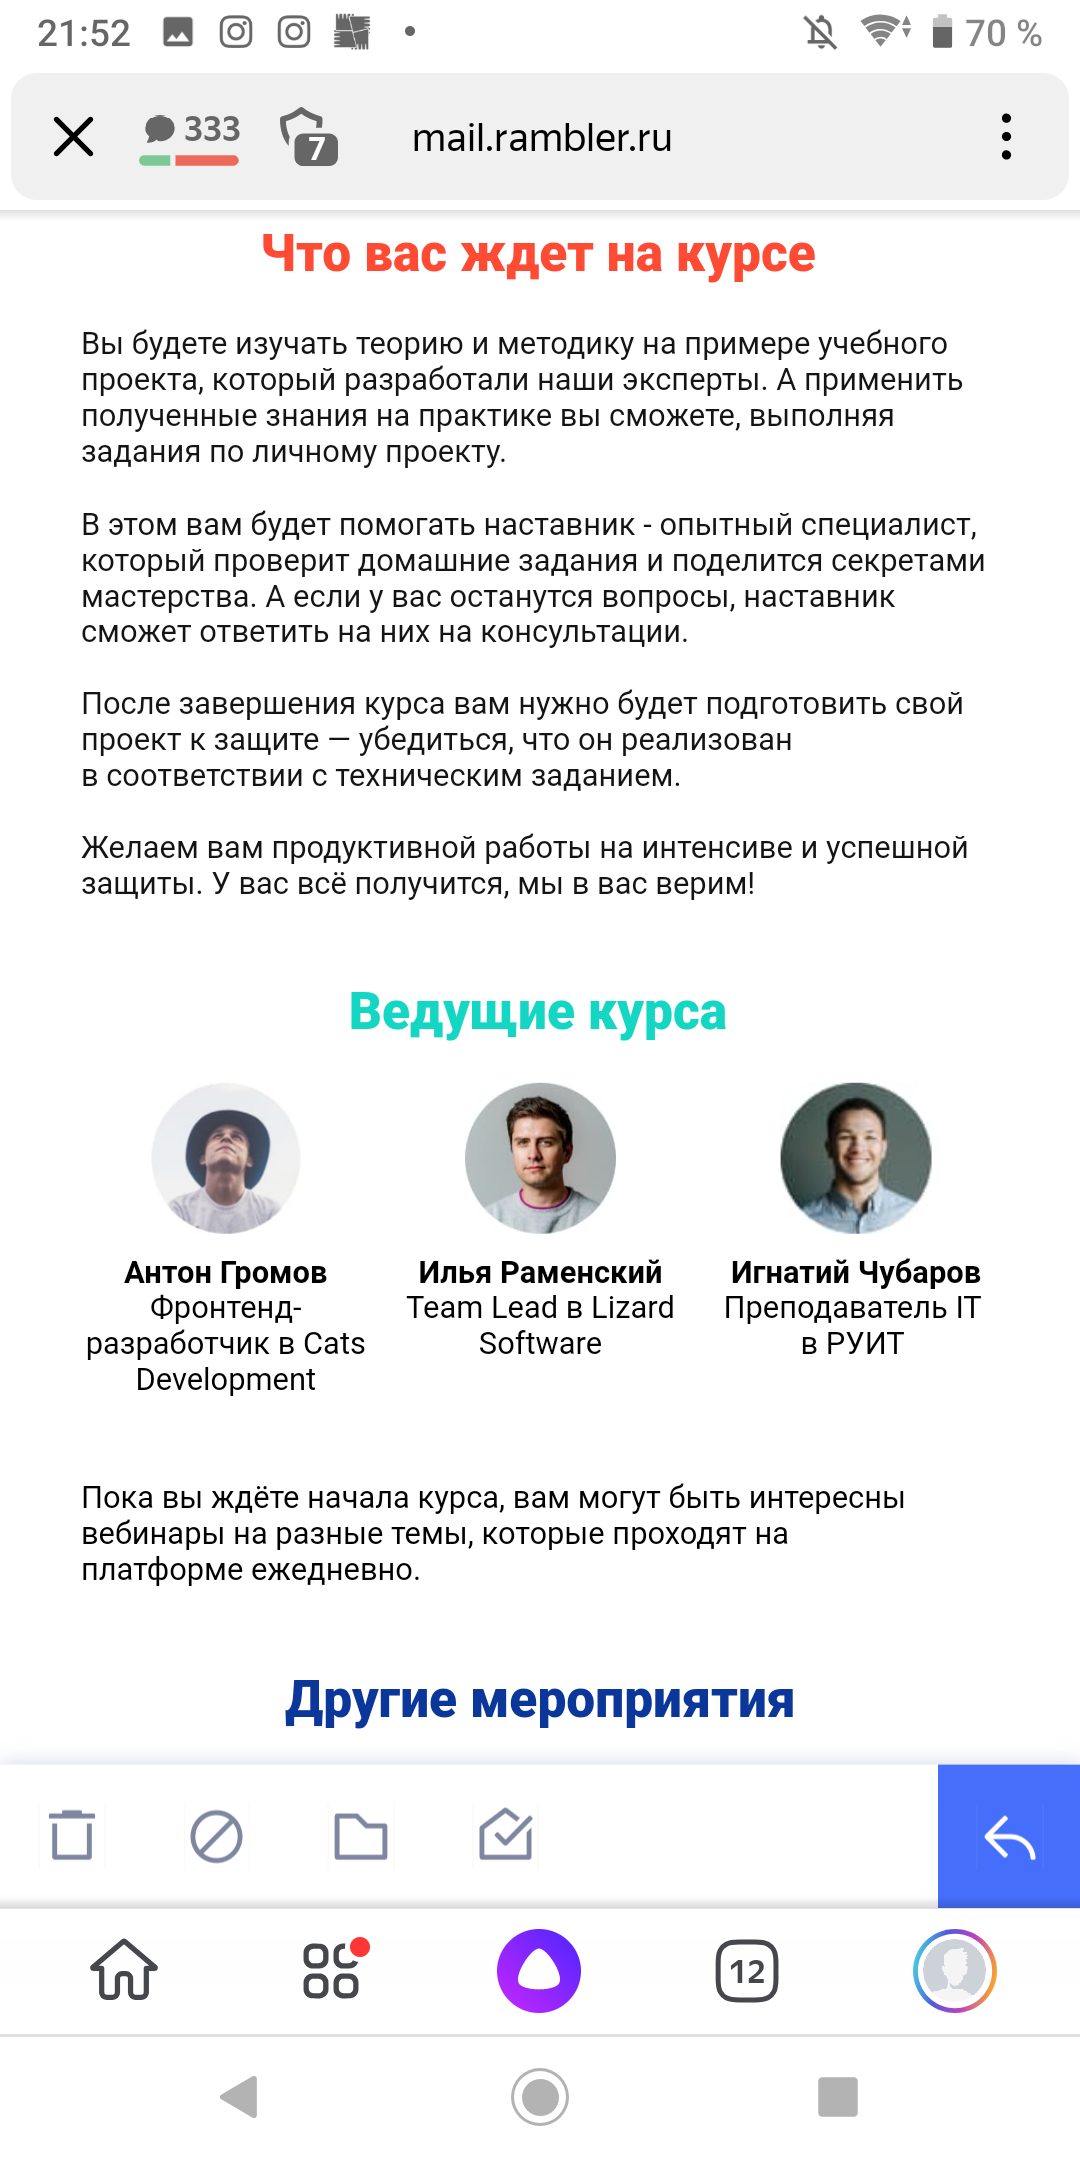 21:52
70 %
333
7
mail.rambler.ru
Что вас ждет на курсе
Вы будете изучать теорию и методику на примере учебного
проекта, который разработали наши эксперты. А применить
полученные знания на практике вы сможете, выполняя
задания по личному проекту.
В этом вам будет помогать наставник - опытный специалист,
который проверит домашние задания и поделится секретами
мастерства. А если у вас останутся вопросы, наставник
сможет ответить на них на консультации.
После завершения курса вам нужно будет подготовить свой
проект к защите — убедиться, что он реализован
в соответствии с техническим заданием.
Желаем вам продуктивной работы на интенсиве и успешной
защиты. У вас всё получится, мы в вас верим!
Ведущие курса
Антон Громов
Фронтенд-
разработчик в Cats
Development
Илья Раменский
Team Lead в Lizard
Software
Игнатий Чубаров
Преподаватель IT
в РУИТ
Пока вы ждёте начала курса, вам могут быть интересны
вебинары на разные темы, которые проходят на
платформе ежедневно.
Другие мероприятия
12